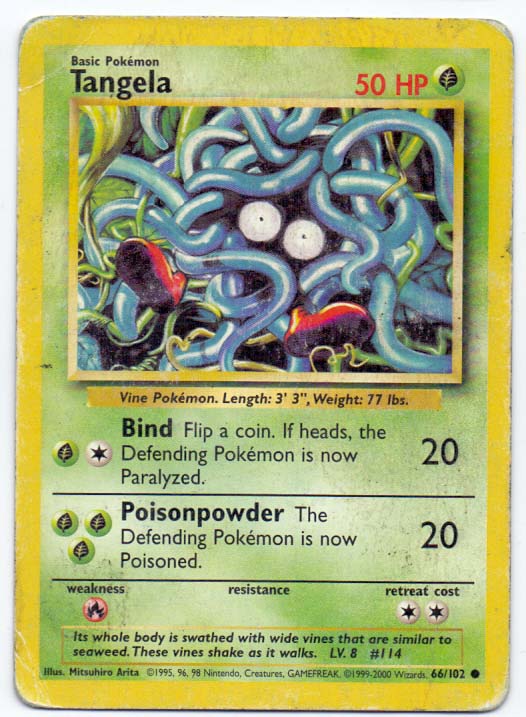 Basic Pokémon
Tangela 50 HP
Vine Pokémon. Length: 3' 3", Weight: 77 lbs.
Bind Flip a coin. If heads, the
Defending Pokémon is now
Paralyzed.
20
Poisonpowder The
Defending Pokémon is now
Poisoned.
20
weakness resistance retreat cost
Its whole body is swathed with wide vines that are similar to
seaweed. These vines shake as it walks. LV. 8 #114
Illus. Mitsuhiro Arita ©1995, 96, 98 Nintendo, Creatures, GAMEFREAK. ©1999-2000 Wizards. 66/102